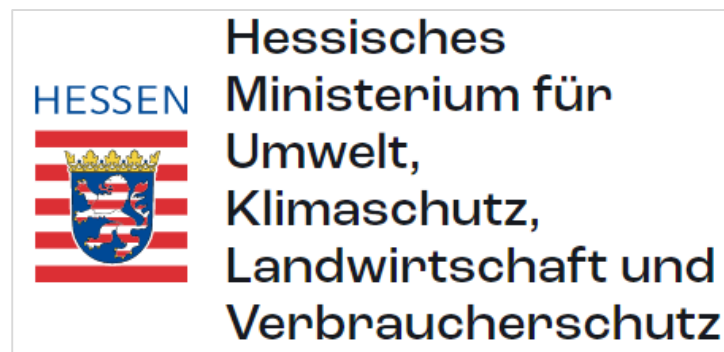 HESSEN
Hessisches
Ministerium für
Umwelt,
Klimaschutz,
Landwirtschaft und
Verbraucherschutz